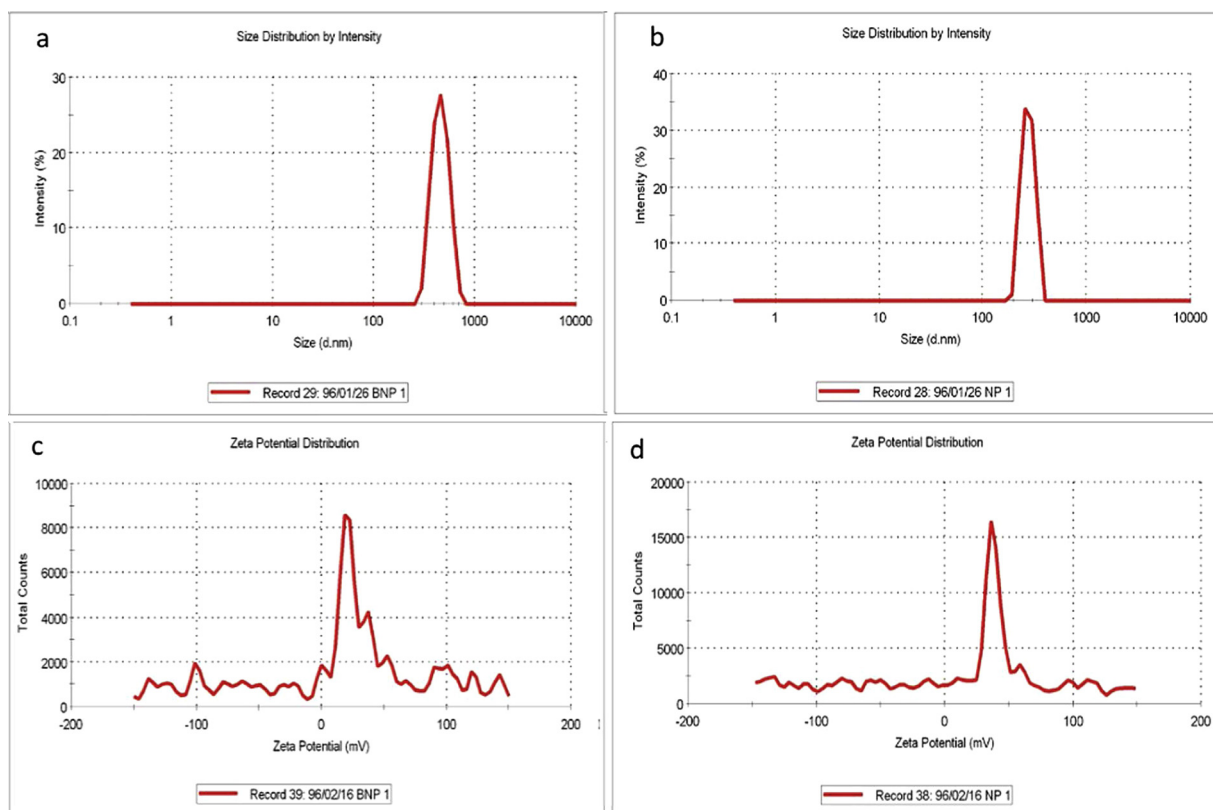 a
Size Distribution by Intensity
Intensity (%)
30
20
10
0
0.1 1 10 100 1000 10000
Size (d.nm)
Record 29: 96/01/26 BNP 1
b
Size Distribution by Intensity
Intensity (%)
40
30
20
10
0
0.1 1 10 100 1000 10000
Size (d.nm)
Record 28: 96/01/26 NP 1
c
Zeta Potential Distribution
Total Counts
10000
8000
6000
4000
2000
0
-200 -100 0 100 200
Zeta Potential (mV)
Record 39: 96/02/16 BNP 1
d
Zeta Potential Distribution
Total Counts
20000
15000
10000
5000
0
-200 -100 0 100 200
Zeta Potential (mV)
Record 38: 96/02/16 NP 1